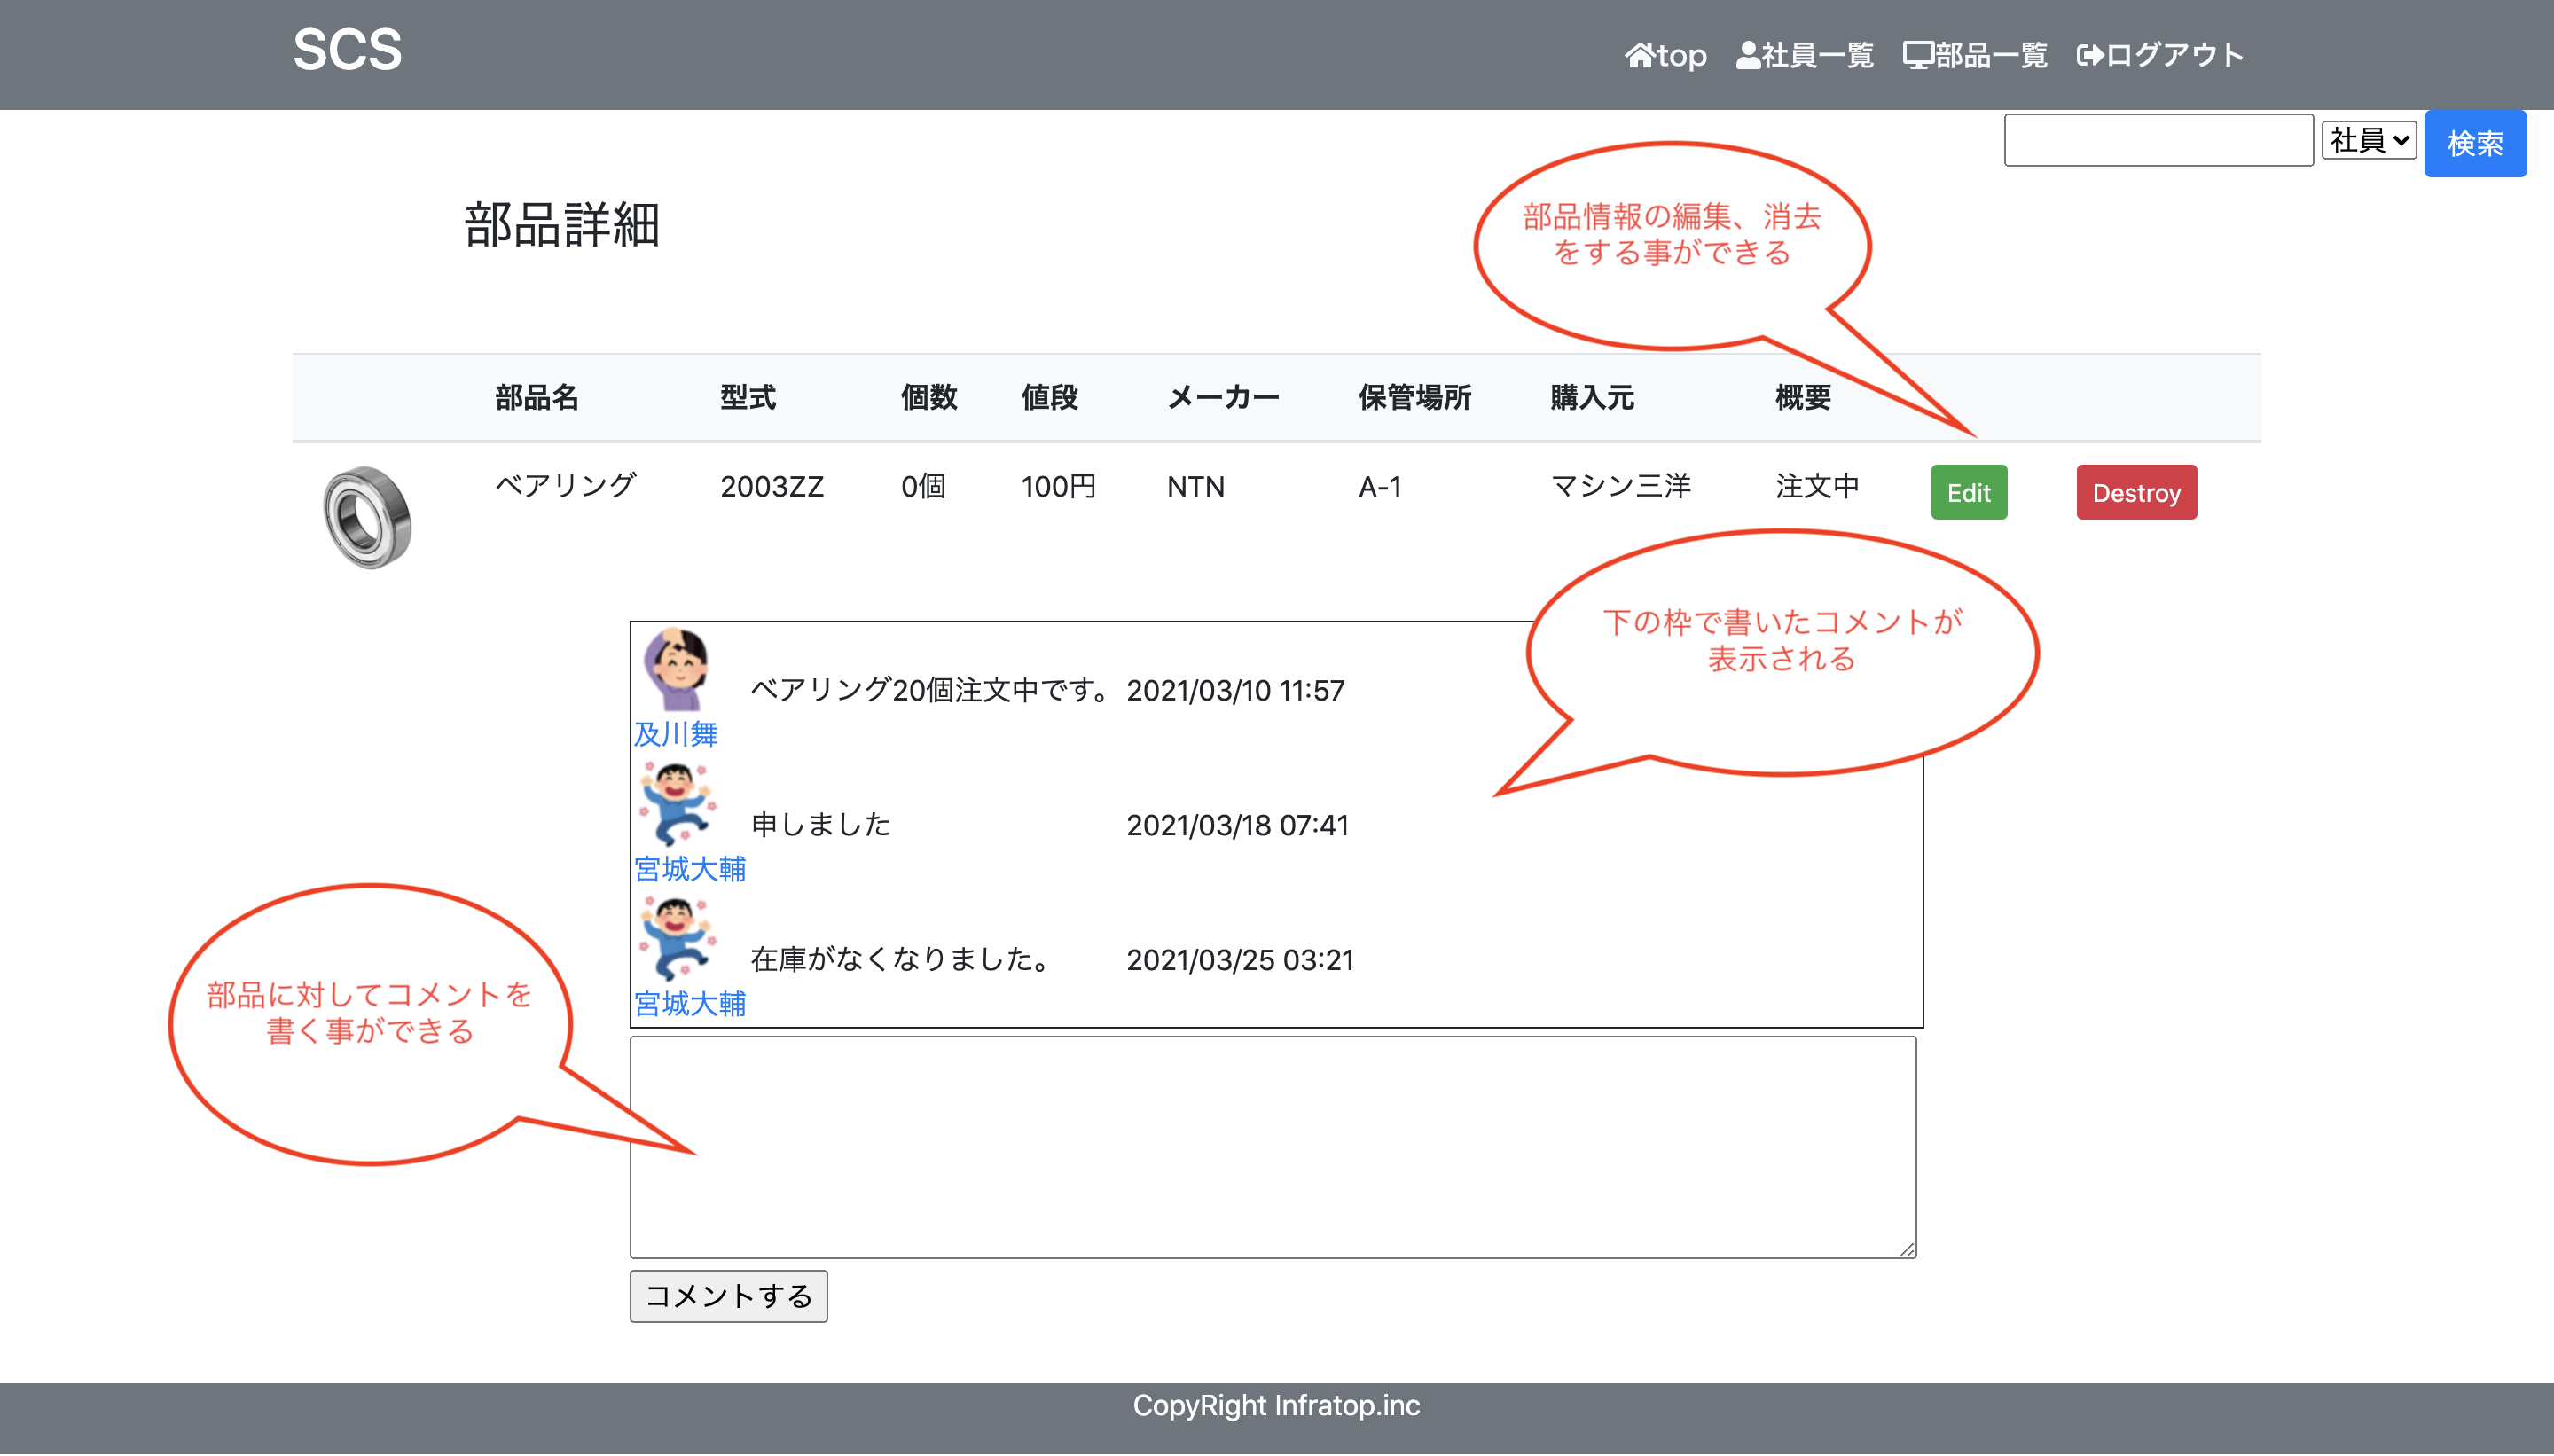 SCS
top 社員一覧 部品一覧 ログアウト
社員 検索
部品詳細
部品情報の編集、消去
をする事ができる
部品名 型式 個数 値段 メーカー 保管場所 購入元 概要
ベアリング 2003ZZ 0個 100円 NTN A-1 マシン三洋 注文中 Edit Destroy
下の枠で書いたコメントが
表示される
ベアリング20個注文中です。 2021/03/10 11:57
及川舞
申しました 2021/03/18 07:41
宮城大輔
在庫がなくなりました。 2021/03/25 03:21
宮城大輔
部品に対してコメントを
書く事ができる
コメントする
CopyRight Infratop.inc